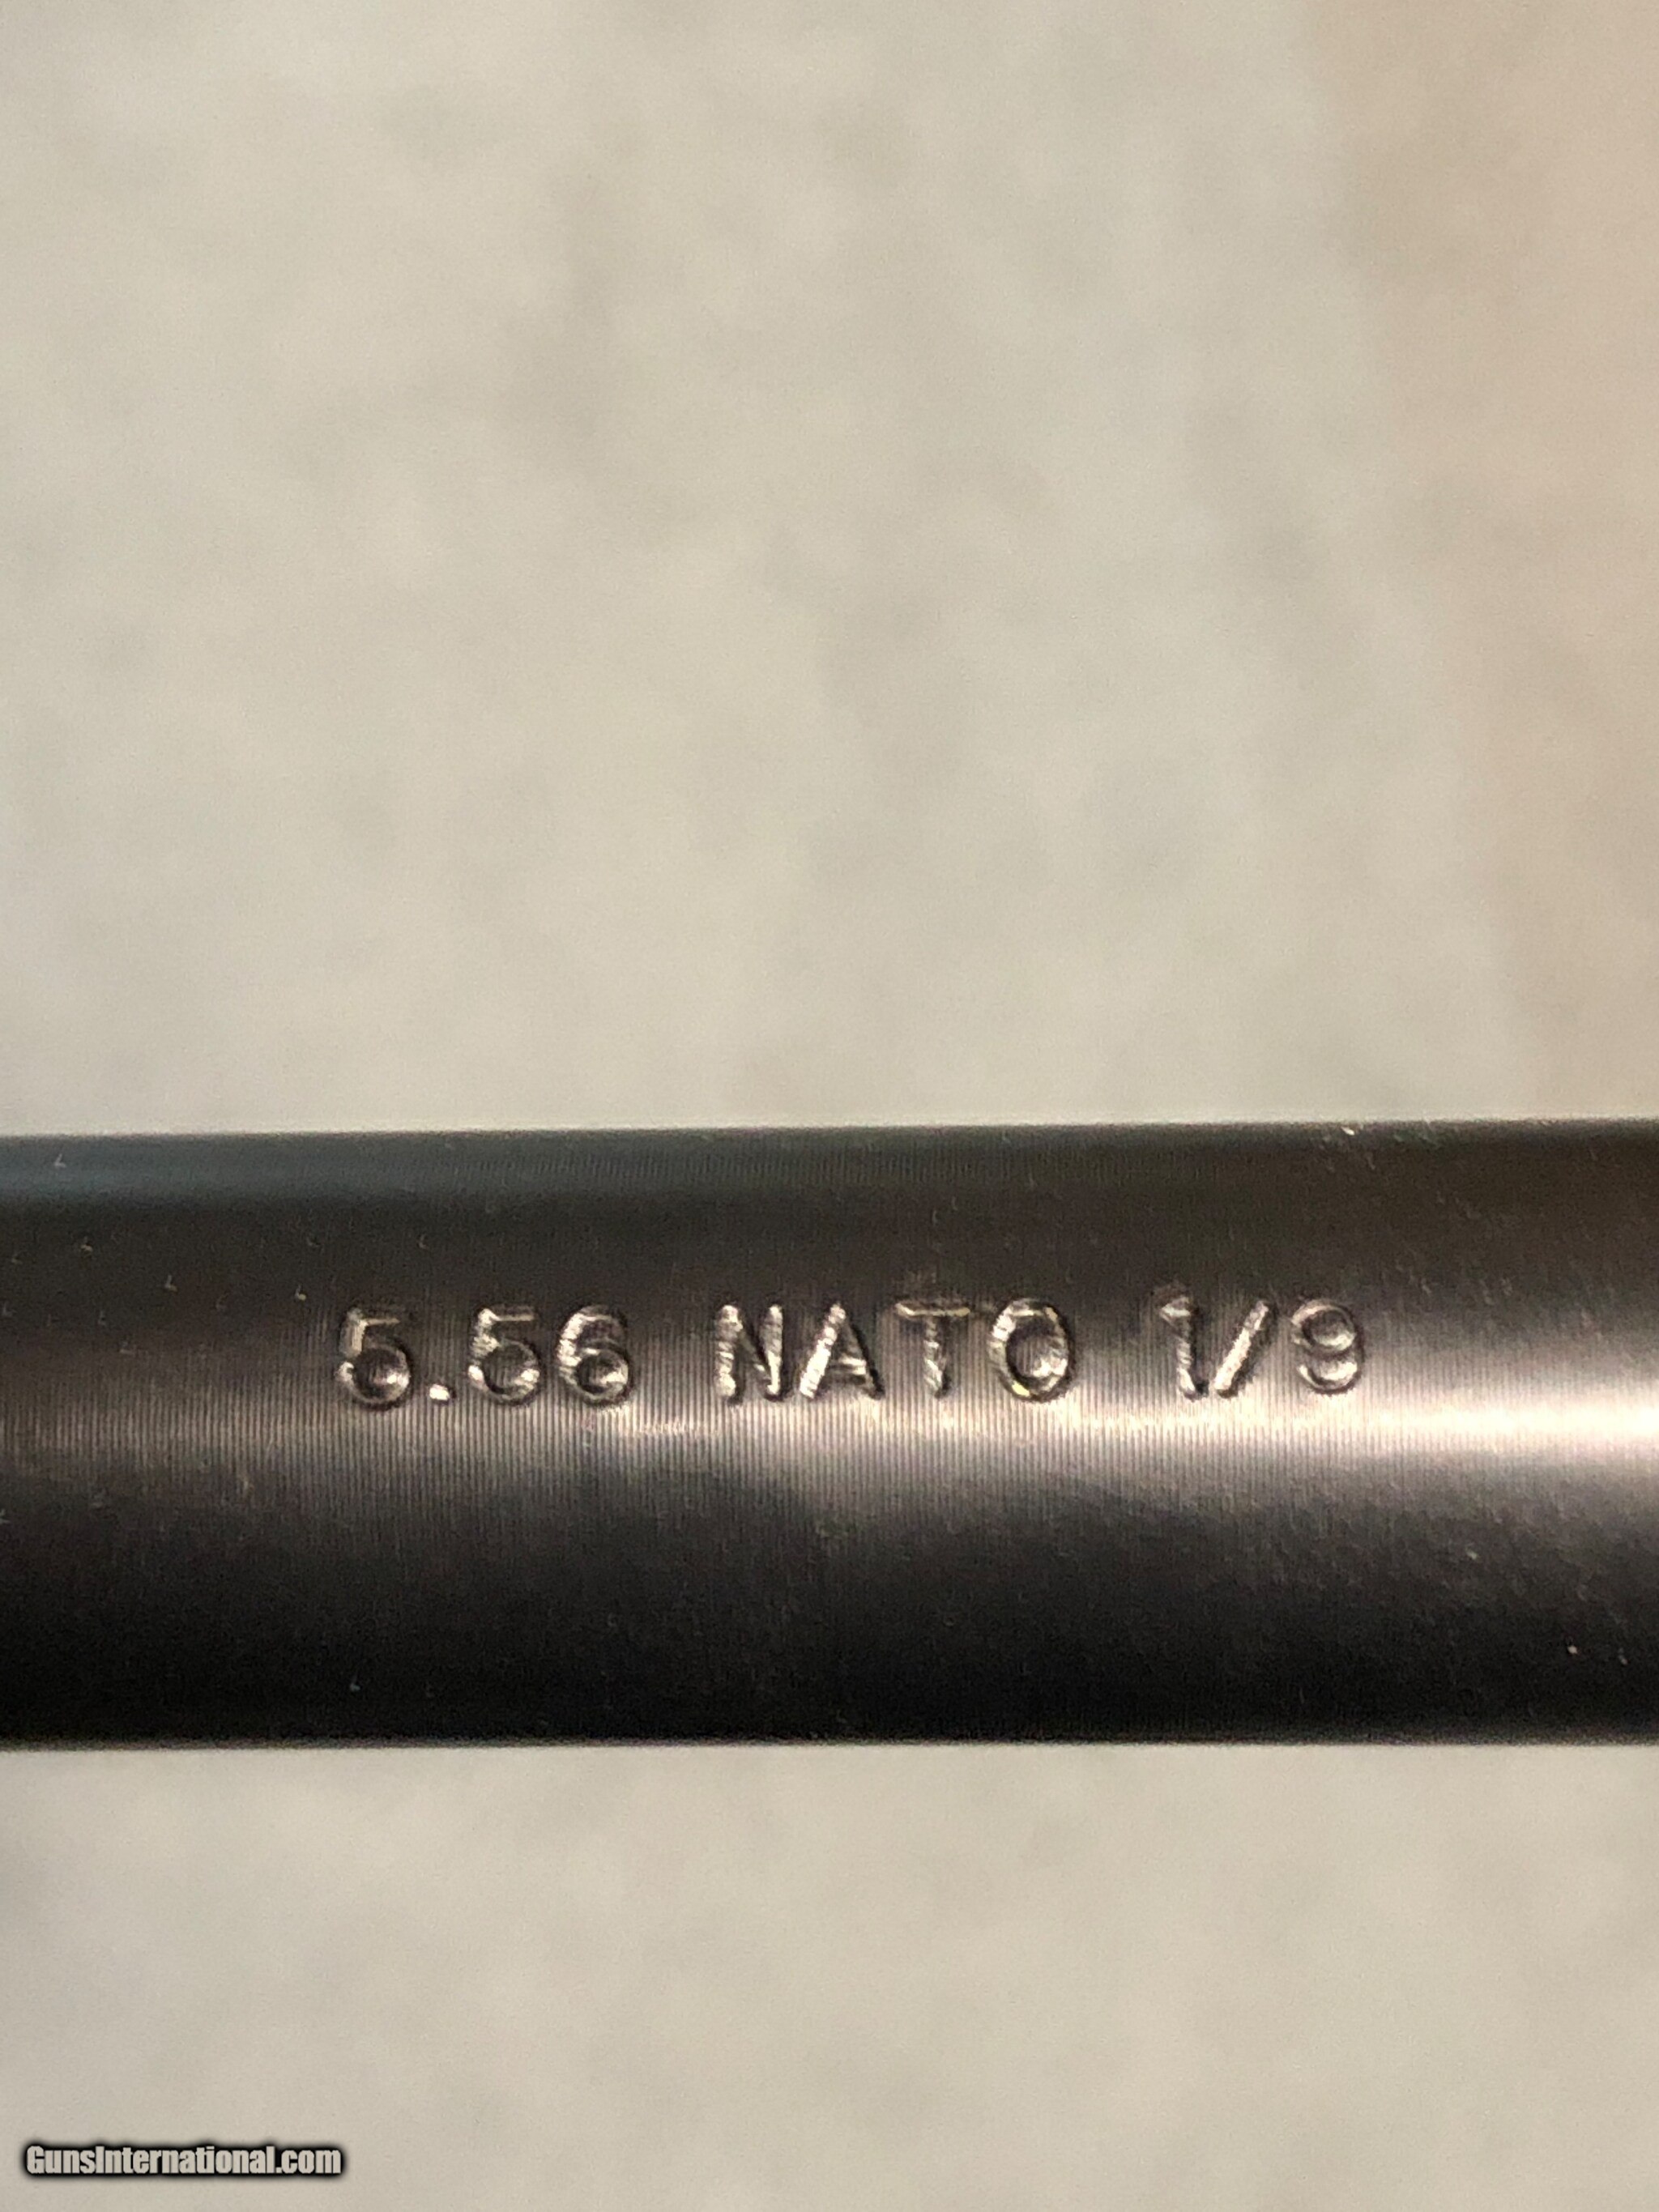 5.56 NATO 1/9
GunsInternational.com